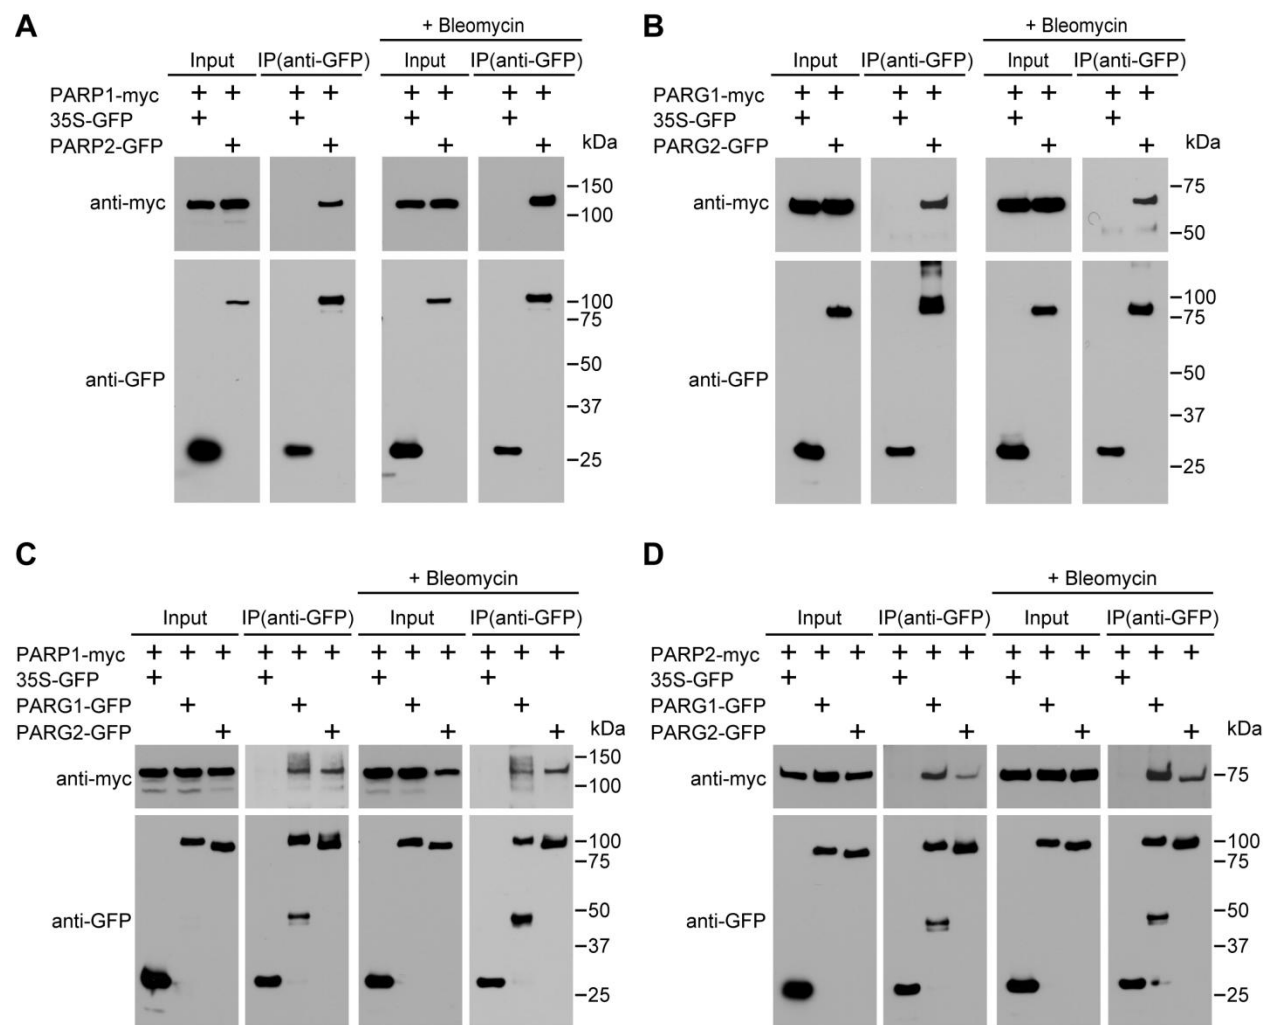 A
+ Bleomycin
Input IP(anti-GFP) Input IP(anti-GFP)
PARP1-myc + + + + + + + +
35S-GFP + + + +
PARP2-GFP + + + + kDa
anti-myc
–150
–100
anti-GFP
–100
–75
–50
–37
–25
B
+ Bleomycin
Input IP(anti-GFP) Input IP(anti-GFP)
PARG1-myc + + + + + + + +
35S-GFP + + + +
PARG2-GFP + + + + kDa
anti-myc
–75
–50
anti-GFP
–100
–75
–50
–37
–25
C
+ Bleomycin
Input IP(anti-GFP) Input IP(anti-GFP)
PARP1-myc + + + + + + + + + + + +
35S-GFP + + + +
PARG1-GFP + + + +
PARG2-GFP + + + + kDa
anti-myc
–150
–100
anti-GFP
–100
–75
–50
–37
–25
D
+ Bleomycin
Input IP(anti-GFP) Input IP(anti-GFP)
PARP2-myc + + + + + + + + + + + +
35S-GFP + + + +
PARG1-GFP + + + +
PARG2-GFP + + + + kDa
anti-myc
–75
anti-GFP
–100
–75
–50
–37
–25